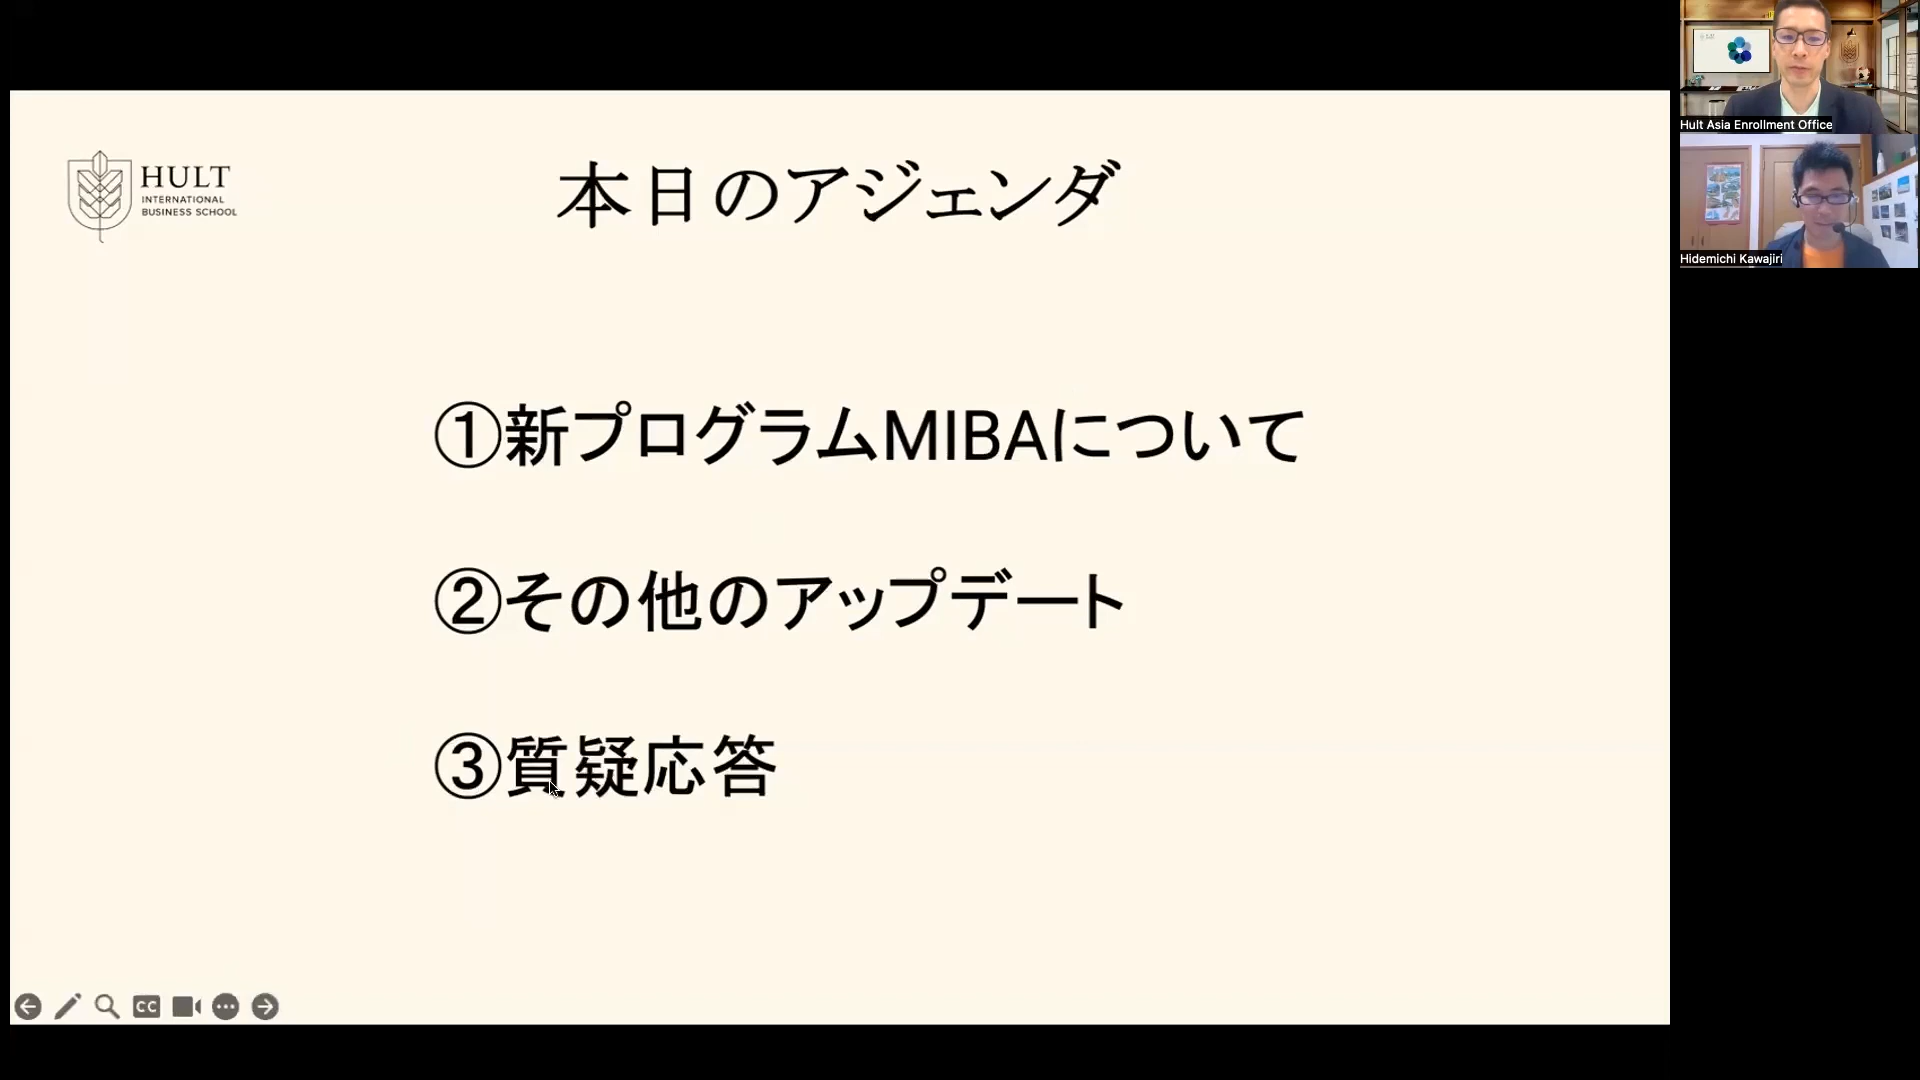 HULT
INTERNATIONAL
BUSINESS SCHOOL
本日のアジェンダ
①新プログラムMIBAについて
②その他のアップデート
③質疑応答
CC
Hult Asia Enrollment Office
Hidemichi Kawajiri